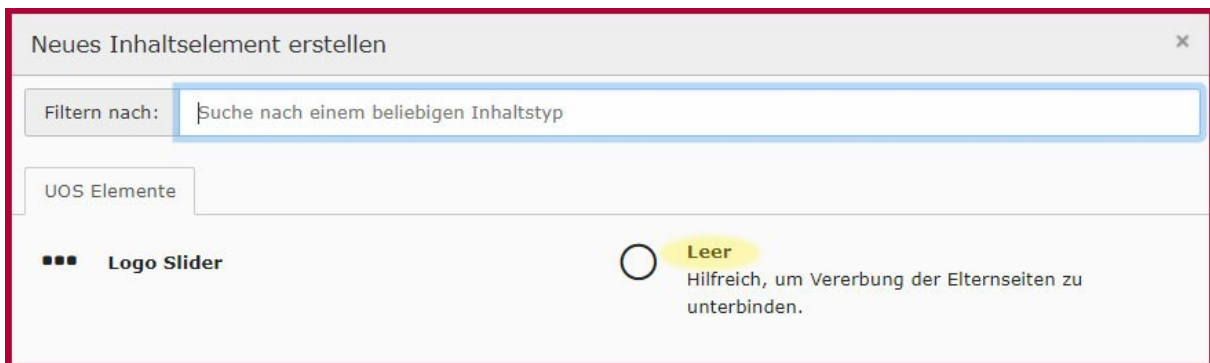 Neues Inhaltselement erstellen
Filtern nach: Suche nach einem beliebigen Inhaltstyp
UOS Elemente
Logo Slider
Leer
Hilfreich, um Vererbung der Elternseiten zu
unterbinden.